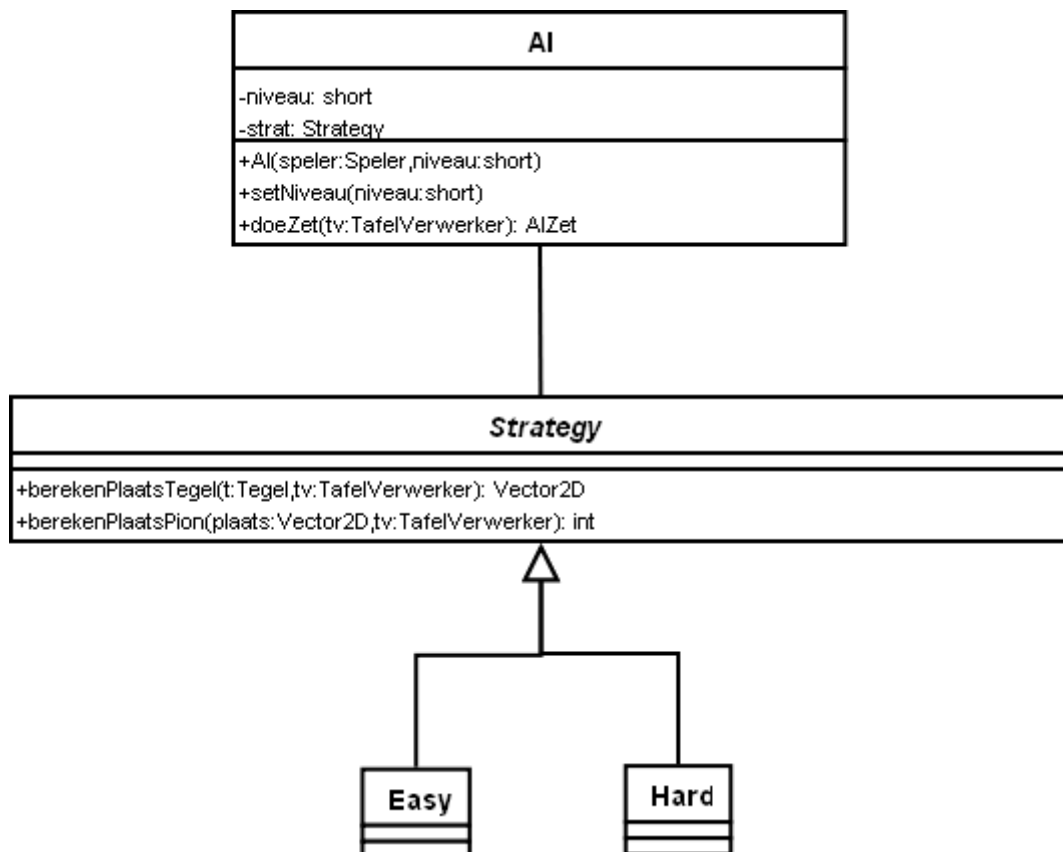 AI
-niveau: short
-strat: Strategy
+AI(speler:Speler,niveau:short)
+setNiveau(niveau:short)
+doeZet(tv:TafelVerwerker): AIZet
Strategy
+berekenPlaatsTegel(t:Tegel,tv:TafelVerwerker): Vector2D
+berekenPlaatsPion(plaats:Vector2D,tv:TafelVerwerker): int
Easy
Hard